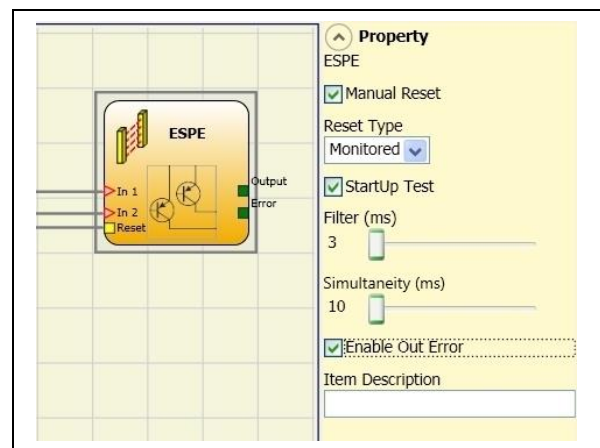 ESPE
Output
In 1
Error
In 2
Reset
Property
ESPE
Manual Reset
Reset Type
Monitored
StartUp Test
Filter (ms)
3
Simultaneity (ms)
10
Enable Out Error
Item Description